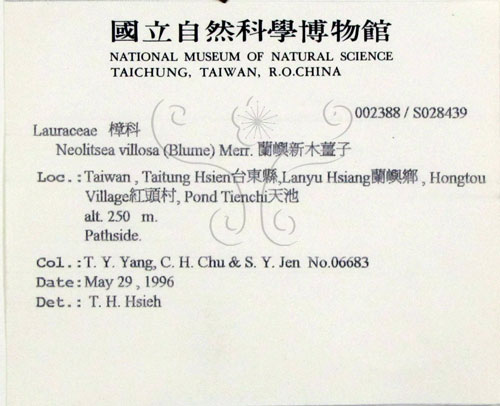 國立自然科學博物館
NATIONAL MUSEUM OF NATURAL SCIENCE
TAICHUNG, TAIWAN, R.O.CHINA
002388 / S028439
Lauraceae 樟科
Neolitsea villosa (Blume) Merr. 蘭嶼新木薑子
Loc.:Taiwan , Taitung Hsien台東縣,Lanyu Hsiang蘭嶼鄉 , Hongtou
Village紅頭村, Pond Tienchi天池
alt. 250 m.
Pathside.
Col.:T. Y. Yang, C. H. Chu & S. Y. Jen No.06683
Date:May 29 , 1996
Det.: T. H. Hsieh